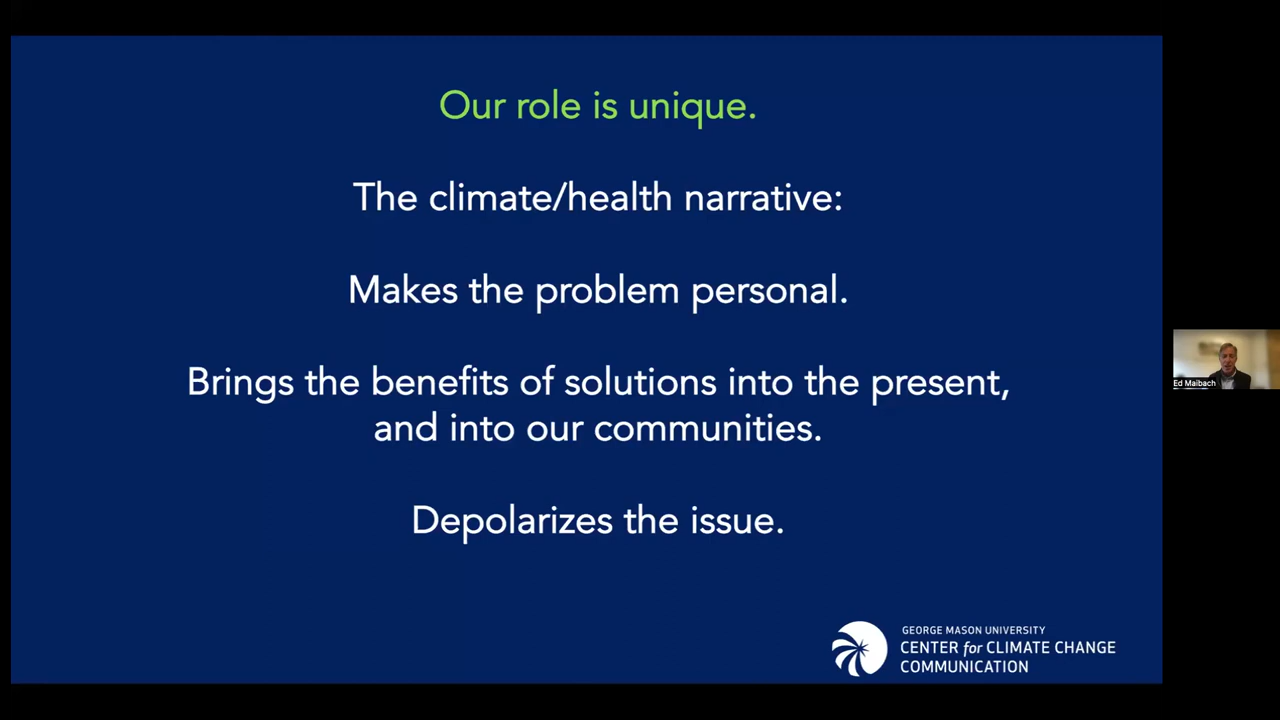 Our role is unique.
The climate/health narrative:
Makes the problem personal.
Brings the benefits of solutions into the present,
and into our communities.
Depolarizes the issue.
Ed Maibach
GEORGE MASON UNIVERSITY
CENTER for CLIMATE CHANGE
COMMUNICATION